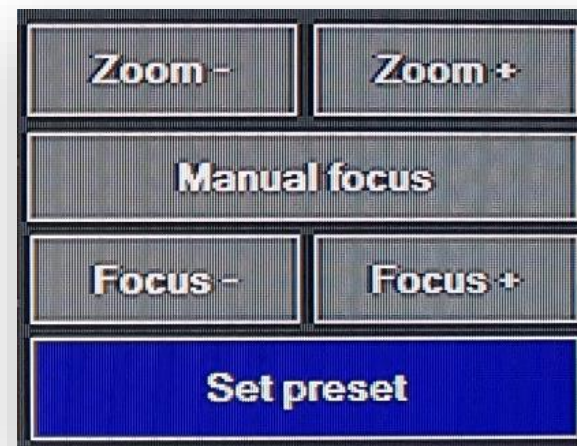 Zoom - Zoom +
Manual focus
Focus - Focus +
Set preset